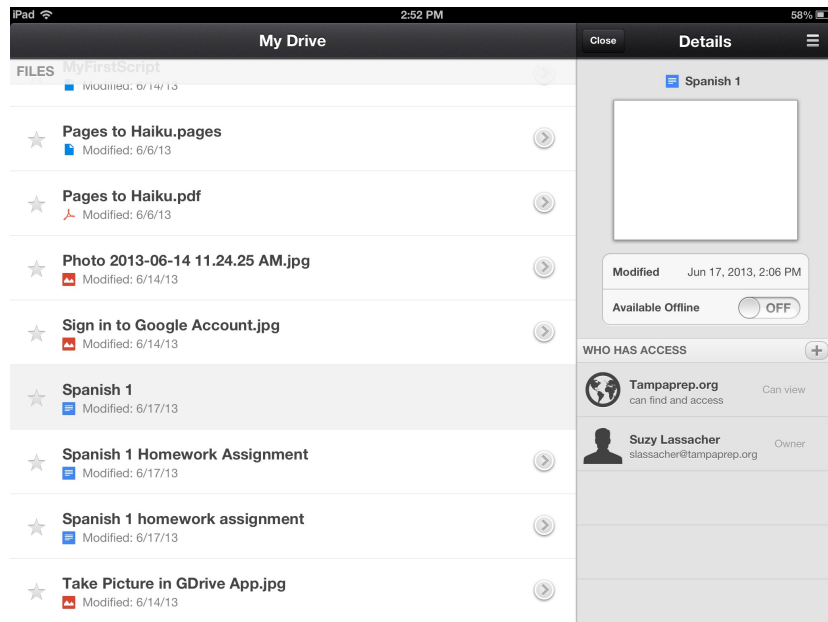 iPad 2:52 PM 58%
My Drive
FILES MyFirstScript
Modified: 6/14/13
Pages to Haiku.pages
Modified: 6/6/13
Pages to Haiku.pdf
Modified: 6/6/13
Photo 2013-06-14 11.24.25 AM.jpg
Modified: 6/14/13
Sign in to Google Account.jpg
Modified: 6/14/13
Spanish 1
Modified: 6/17/13
Spanish 1 Homework Assignment
Modified: 6/17/13
Spanish 1 homework assignment
Modified: 6/17/13
Take Picture in GDrive App.jpg
Modified: 6/14/13
Close Details
Spanish 1
Modified Jun 17, 2013, 2:06 PM
Available Offline OFF
WHO HAS ACCESS
Tampaprep.org Can view
can find and access
Suzy Lassacher Owner
slassacher@tampaprep.org